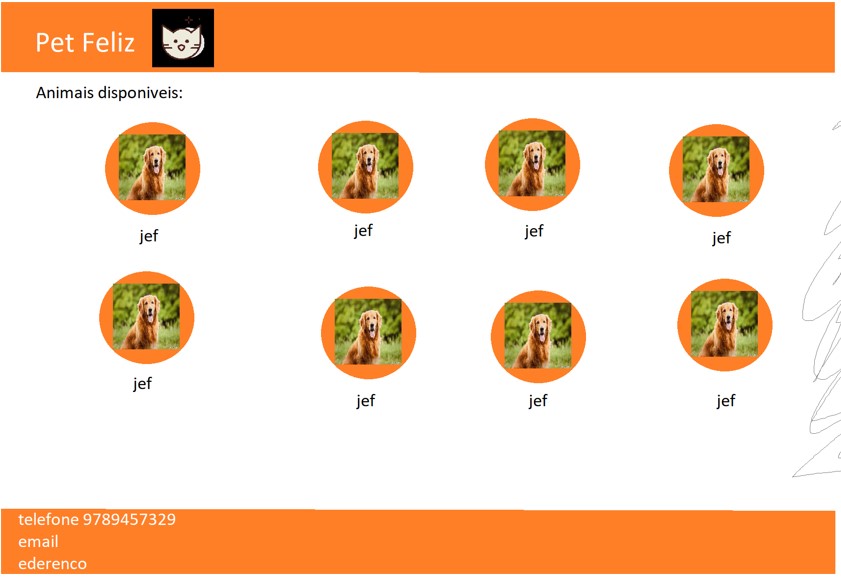 Pet Feliz
Animais disponiveis:
jef jef jef jef
jef jef jef jef
telefone 9789457329
email
ederenco